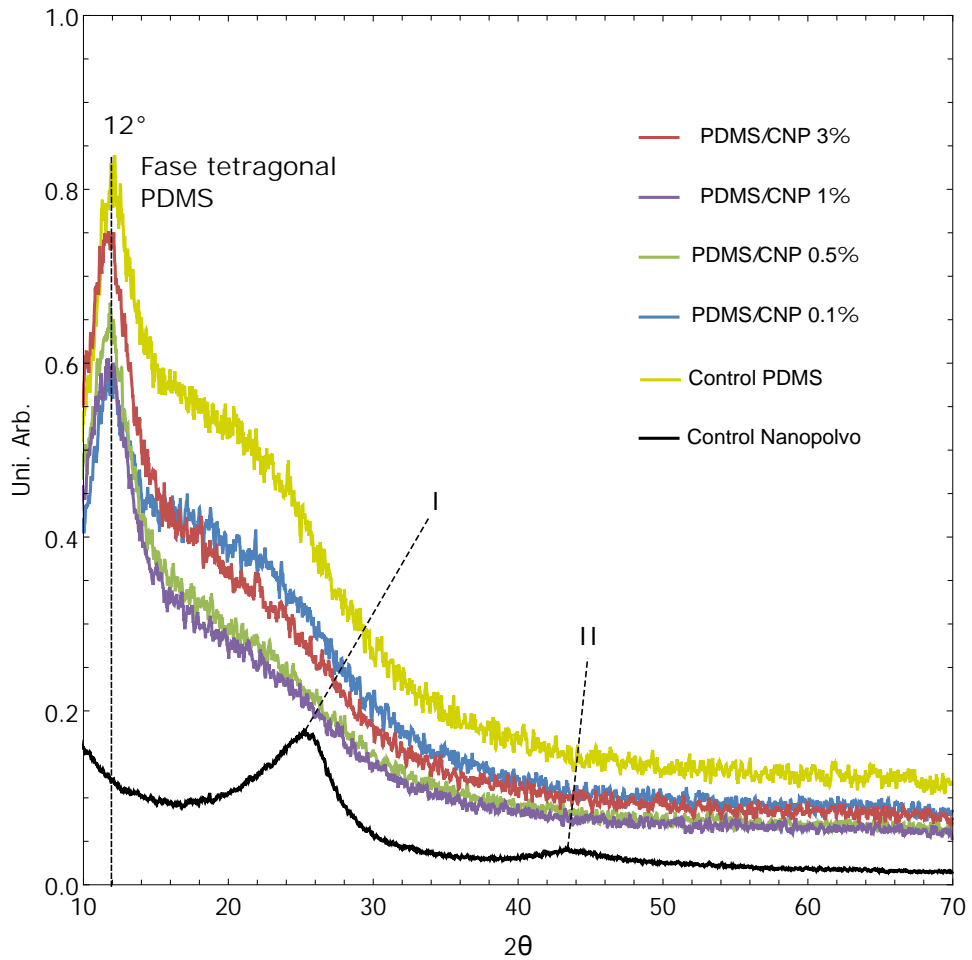 1.0
0.8
0.6
0.4
0.2
0.0
Uni. Arb.
12°
Fase tetragonal
PDMS
I
II
PDMS/CNP 3%
PDMS/CNP 1%
PDMS/CNP 0.5%
PDMS/CNP 0.1%
Control PDMS
Control Nanopolvo
10
20
30
40
50
60
70
2θ